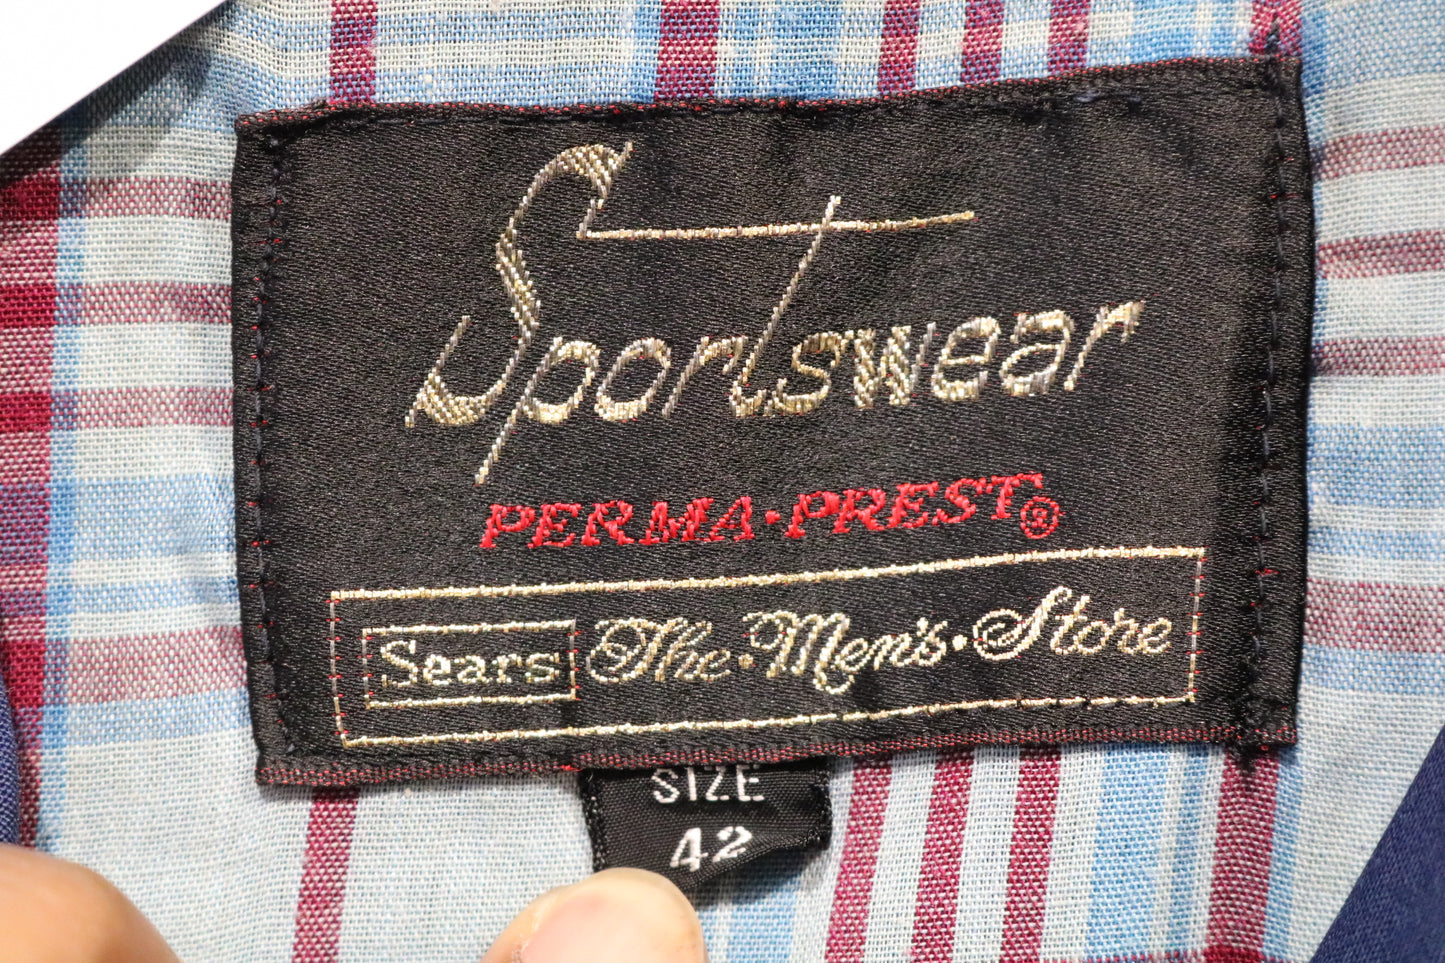 Sportswear
PERMA·PREST®
Sears The·Men's·Store
SIZE
42